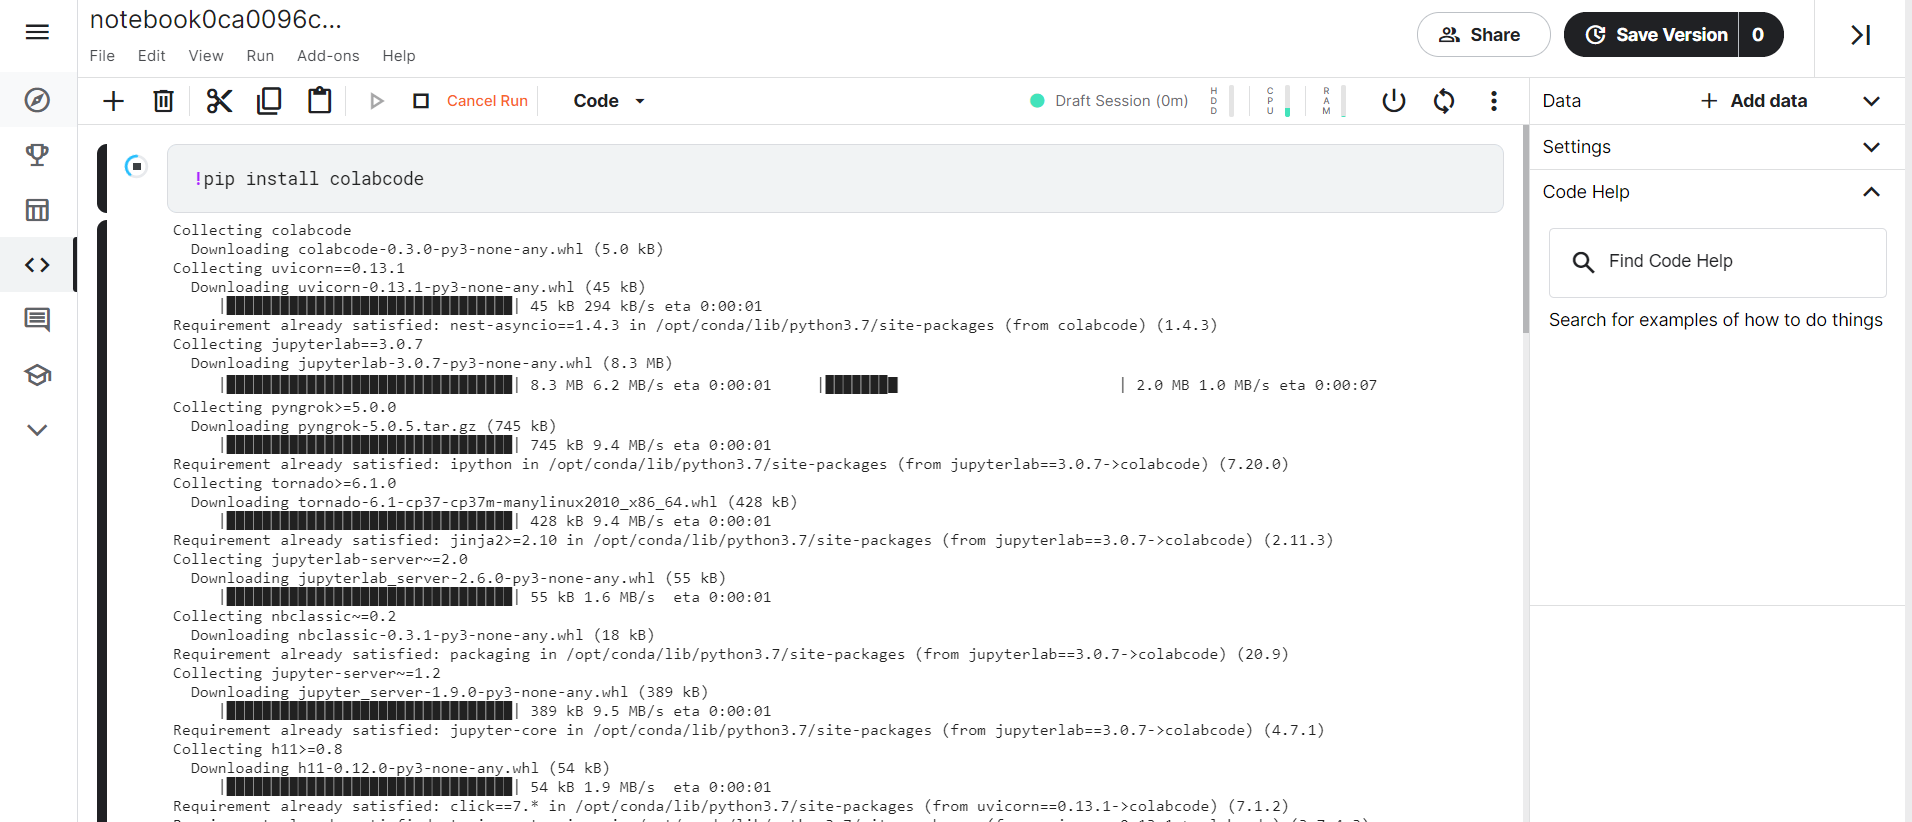 notebook0ca0096c...
File Edit View Run Add-ons Help
Share
Save Version 0
Cancel Run
Code
Draft Session (0m)
HDD
CPU
RAM
Data
Add data
Settings
Code Help
Find Code Help
Search for examples of how to do things
!pip install colabcode
Collecting colabcode
Downloading colabcode-0.3.0-py3-none-any.whl (5.0 kB)
Collecting uvicorn==0.13.1
Downloading uvicorn-0.13.1-py3-none-any.whl (45 kB)
|████████████████████████████████| 45 kB 294 kB/s eta 0:00:01
Requirement already satisfied: nest-asyncio==1.4.3 in /opt/conda/lib/python3.7/site-packages (from colabcode) (1.4.3)
Collecting jupyterlab==3.0.7
Downloading jupyterlab-3.0.7-py3-none-any.whl (8.3 MB)
|████████████████████████████████| 8.3 MB 6.2 MB/s eta 0:00:01 |████████ | 2.0 MB 1.0 MB/s eta 0:00:07
Collecting pyngrok>=5.0.0
Downloading pyngrok-5.0.5.tar.gz (745 kB)
|████████████████████████████████| 745 kB 9.4 MB/s eta 0:00:01
Requirement already satisfied: ipython in /opt/conda/lib/python3.7/site-packages (from jupyterlab==3.0.7->colabcode) (7.20.0)
Collecting tornado>=6.1.0
Downloading tornado-6.1-cp37-cp37m-manylinux2010_x86_64.whl (428 kB)
|████████████████████████████████| 428 kB 9.4 MB/s eta 0:00:01
Requirement already satisfied: jinja2>=2.10 in /opt/conda/lib/python3.7/site-packages (from jupyterlab==3.0.7->colabcode) (2.11.3)
Collecting jupyterlab-server~=2.0
Downloading jupyterlab_server-2.6.0-py3-none-any.whl (55 kB)
|████████████████████████████████| 55 kB 1.6 MB/s eta 0:00:01
Collecting nbclassic~=0.2
Downloading nbclassic-0.3.1-py3-none-any.whl (18 kB)
Requirement already satisfied: packaging in /opt/conda/lib/python3.7/site-packages (from jupyterlab==3.0.7->colabcode) (20.9)
Collecting jupyter-server~=1.2
Downloading jupyter_server-1.9.0-py3-none-any.whl (389 kB)
|████████████████████████████████| 389 kB 9.5 MB/s eta 0:00:01
Requirement already satisfied: jupyter-core in /opt/conda/lib/python3.7/site-packages (from jupyterlab==3.0.7->colabcode) (4.7.1)
Collecting h11>=0.8
Downloading h11-0.12.0-py3-none-any.whl (54 kB)
|████████████████████████████████| 54 kB 1.9 MB/s eta 0:00:01
Requirement already satisfied: click==7.* in /opt/conda/lib/python3.7/site-packages (from uvicorn==0.13.1->colabcode) (7.1.2)